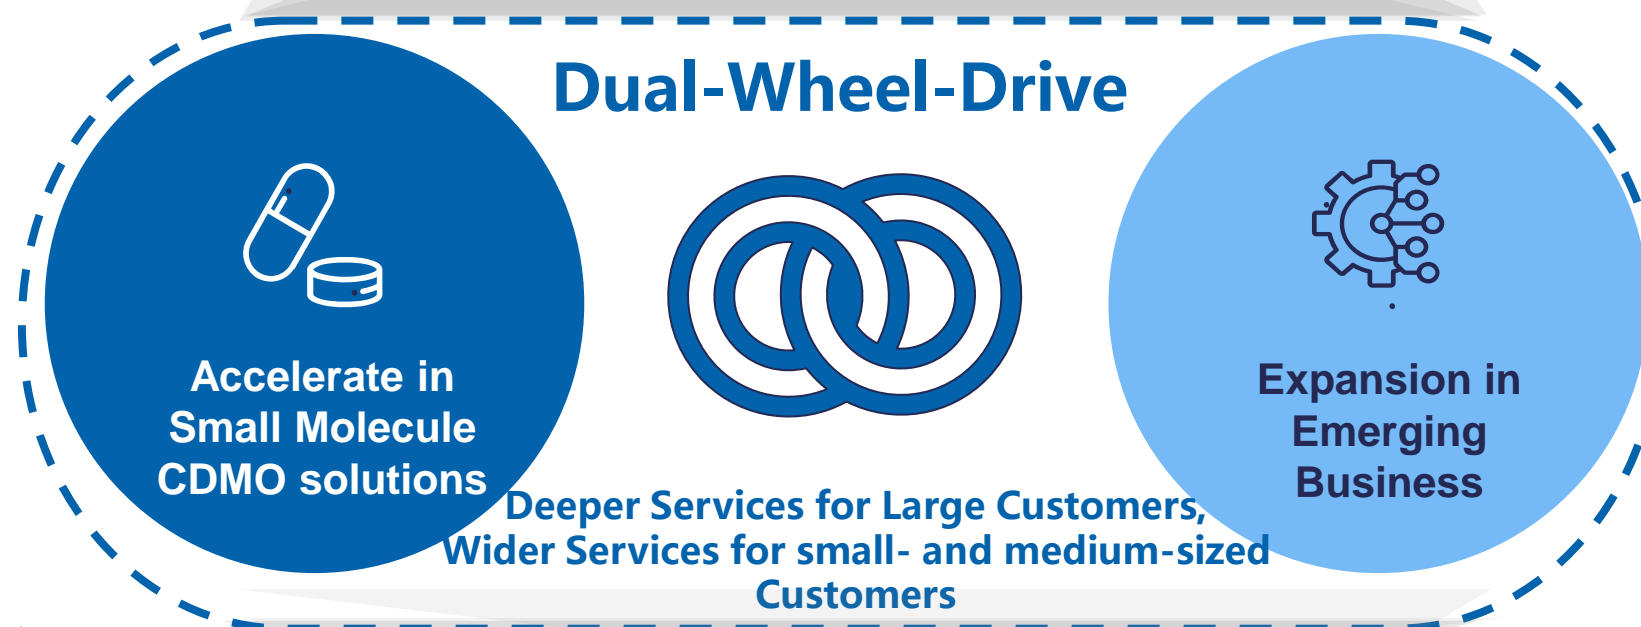 Dual-Wheel-Drive
Accelerate in
Small Molecule
CDMO solutions
Expansion in
Emerging
Business
Deeper Services for Large Customers,
Wider Services for small- and medium-sized
Customers